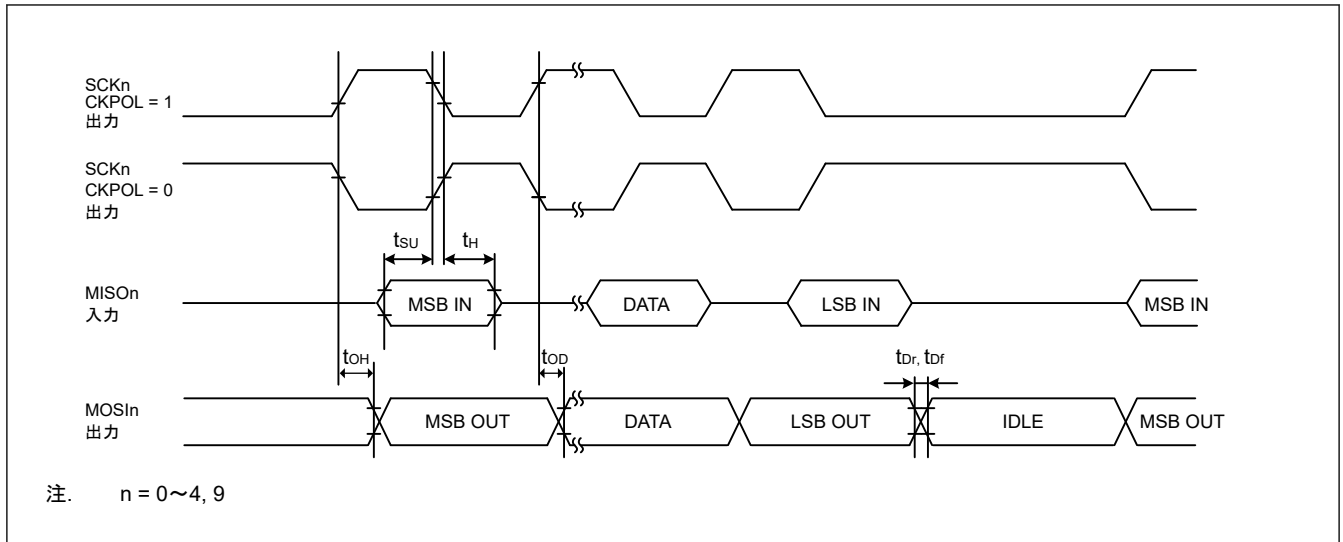 SCKn
CKPOL = 1
出力
SCKn
CKPOL = 0
出力
tSU
tH
MISOn
入力
MSB IN
DATA
LSB IN
MSB IN
tOH
tOD
tDr, tDf
MOSIn
出力
MSB OUT
DATA
LSB OUT
IDLE
MSB OUT
注. n = 0～4, 9